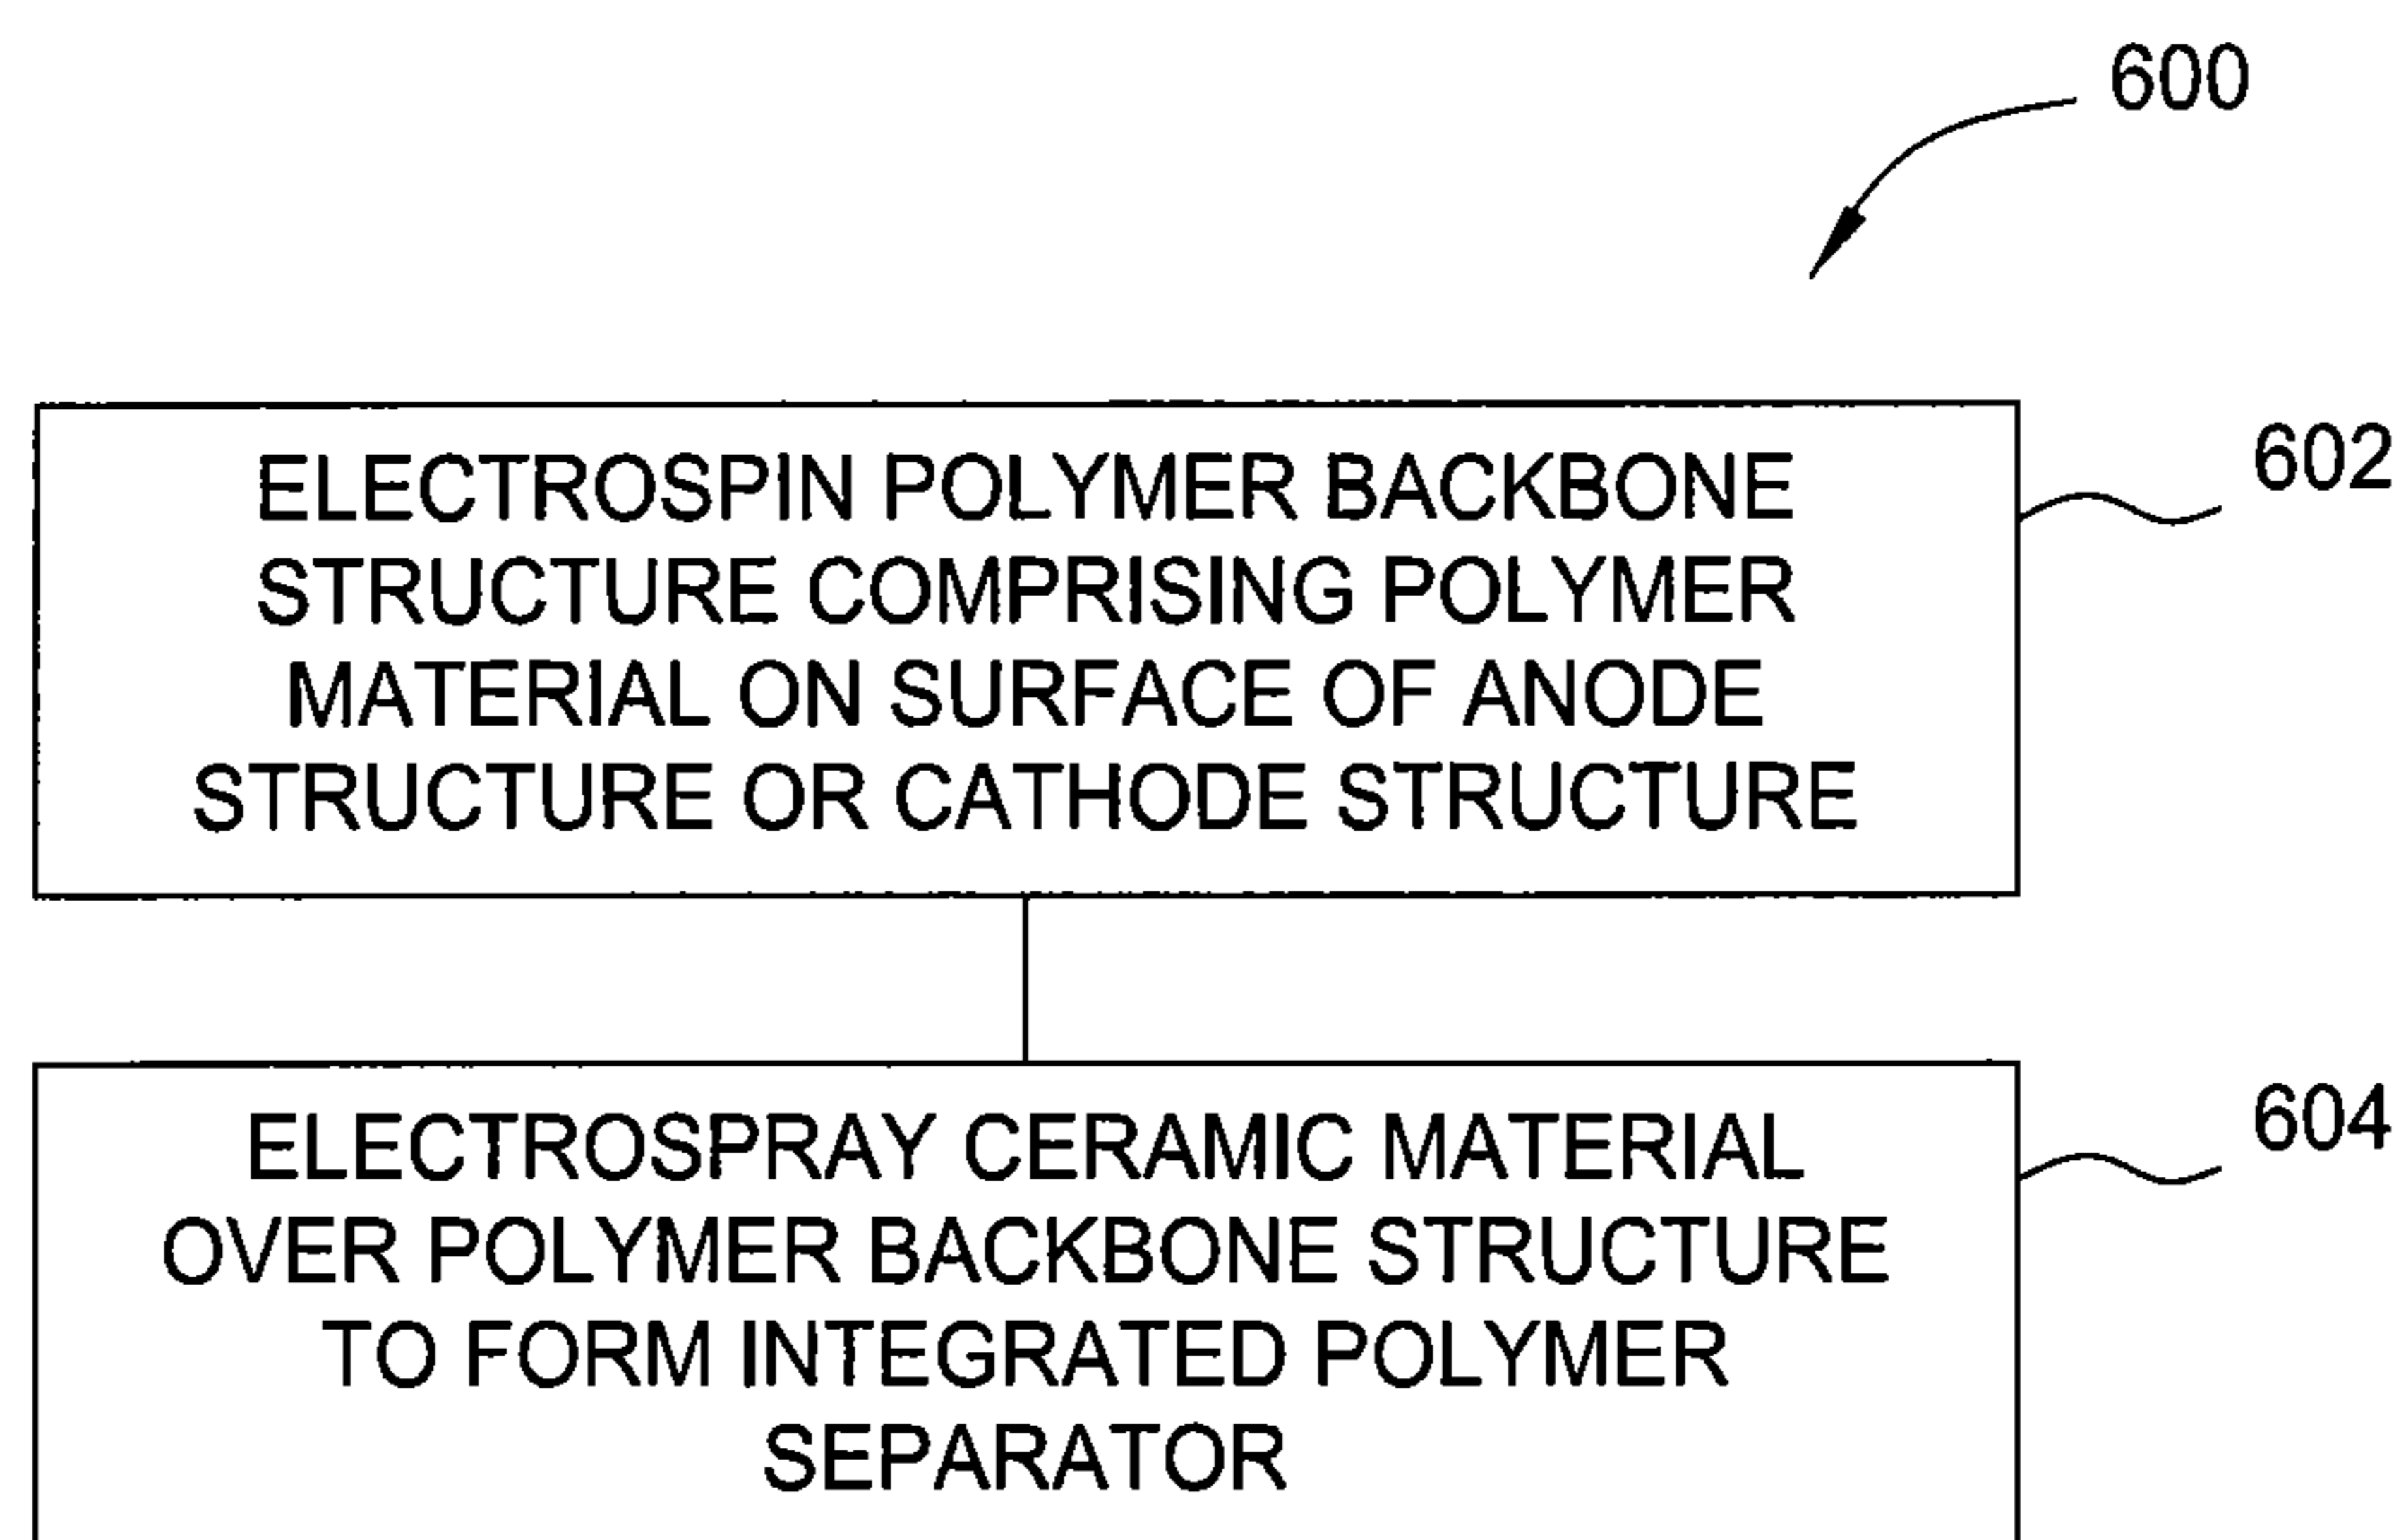 600
ELECTROSPIN POLYMER BACKBONE
STRUCTURE COMPRISING POLYMER
MATERIAL ON SURFACE OF ANODE
STRUCTURE OR CATHODE STRUCTURE
602
ELECTROSPRAY CERAMIC MATERIAL
OVER POLYMER BACKBONE STRUCTURE
TO FORM INTEGRATED POLYMER
SEPARATOR
604